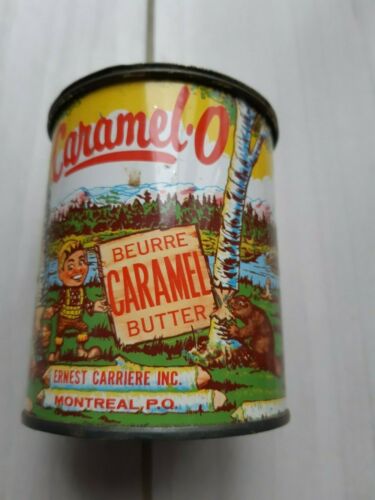 Caramel-O
BEURRE
CARAMEL
BUTTER
ERNEST CARRIERE INC.
MONTREAL, P.Q.